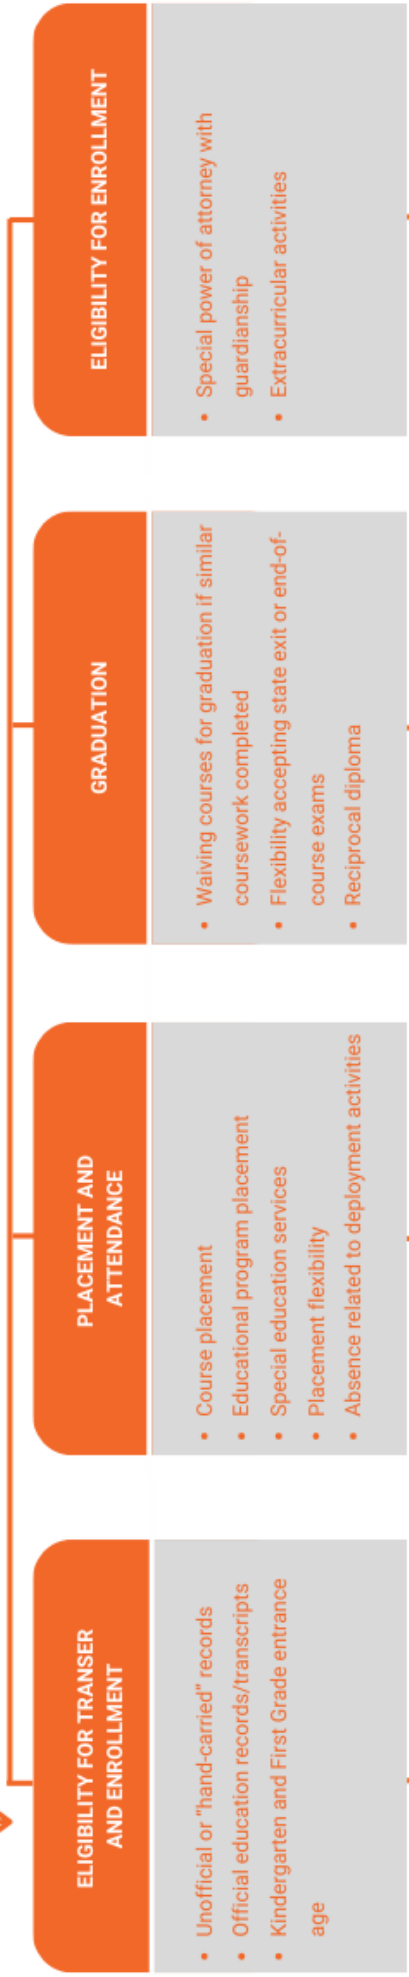 ELIGIBILITY FOR TRANSER
AND ENROLLMENT
• Unofficial or "hand-carried" records
• Official education records/transcripts
• Kindergarten and First Grade entrance
age
PLACEMENT AND
ATTENDANCE
• Course placement
• Educational program placement
• Special education services
• Placement flexibility
• Absence related to deployment activities
GRADUATION
• Waiving courses for graduation if similar
coursework completed
• Flexibility accepting state exit or end-of-
course exams
• Reciprocal diploma
ELIGIBILITY FOR ENROLLMENT
• Special power of attorney with
guardianship
• Extracurricular activities